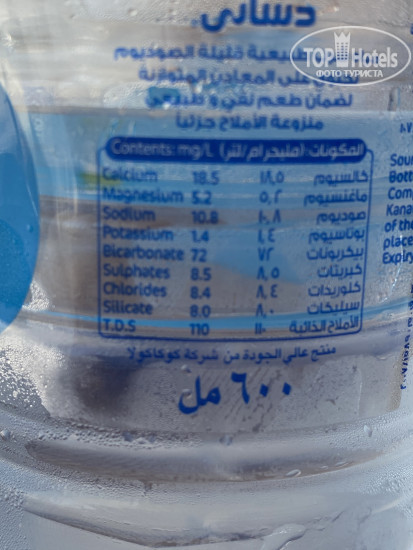 دساني.
TOP Hotels
ФОТО ТУРИСТА
طبيعية قليلة الصوديوم
على المعادن المتوازنة
لضمان طعم نقي و طبيعي
منزوعة الأملاح جزئياً
Contents: mg/L المكونات: (مليجرام/لتر)
Calcium 18.5 ١٨,٥ كالسيوم
Magnesium 5.2 ٥,٢ ماغنسيوم
Sodium 10.8 ١٠,٨ صوديوم
Potassium 1.4 ١,٤ بوتاسيوم
Bicarbonate 72 ٧٢ بيكربونات
Sulphates 8.5 ٨,٥ كبريتات
Chlorides 8.4 ٨,٤ كلوريدات
Silicate 8.0 ٨,٠ سيليكات
T.D.S 110 ١١٠ الأملاح الذائبة
منتج عالي الجودة من شركة كوكاكولا
٦٠٠ مل
Sou
Bott
Com
Kana
of th
place
Expiry